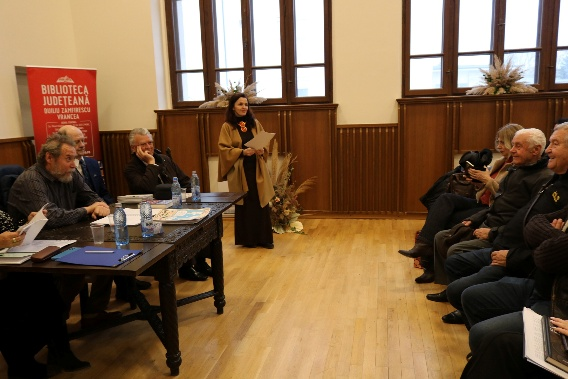 BIBLIOTECA
JUDEȚEANĂ
DUILIU ZAMFIRESCU
VRANCEA